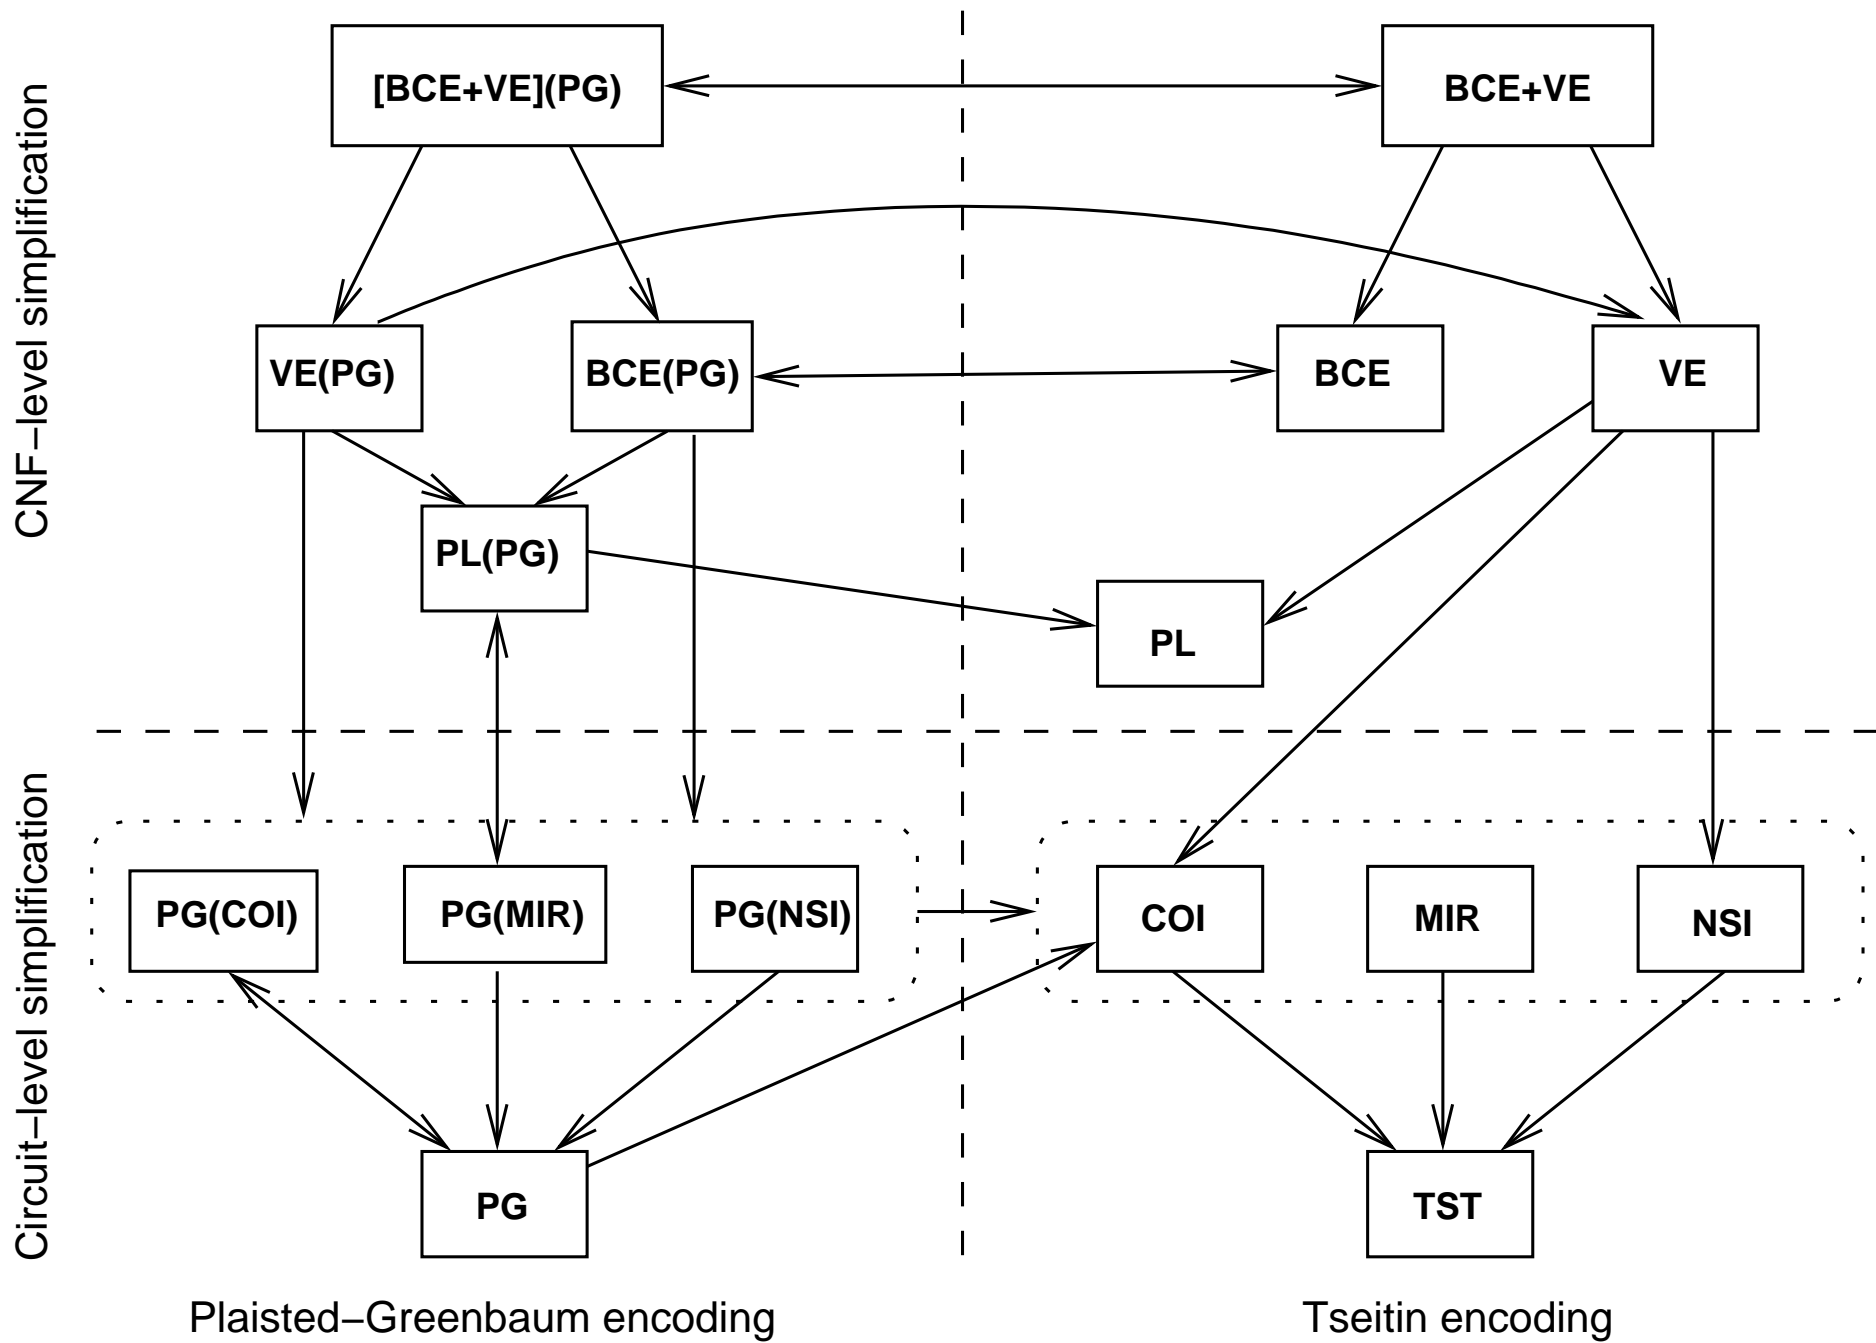 CNF–level simplification
[BCE+VE](PG)
BCE+VE
VE(PG)
BCE(PG)
BCE
VE
PL(PG)
PL
Circuit–level simplification
PG(COI)
PG(MIR)
PG(NSI)
COI
MIR
NSI
PG
TST
Plaisted–Greenbaum encoding
Tseitin encoding